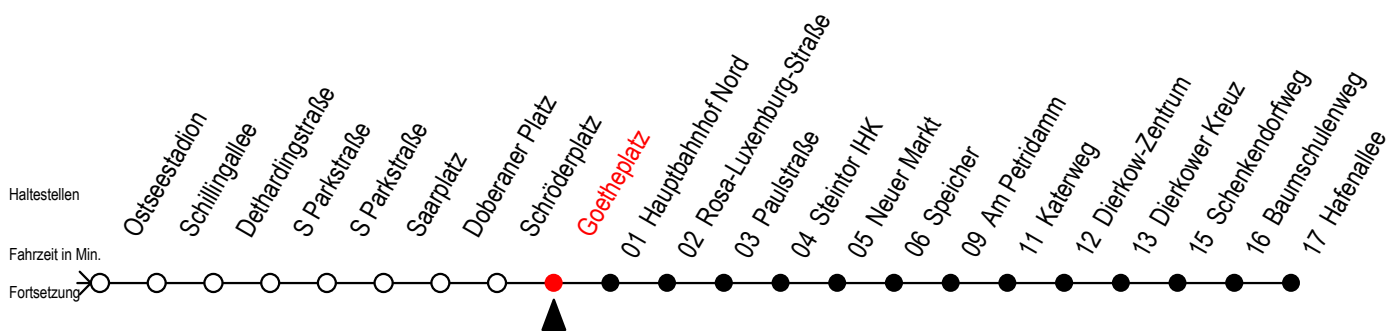 Haltestellen
Ostseestadion
Schillingallee
Dethardingstraße
S Parkstraße
S Parkstraße
Saarplatz
Doberaner Platz
Schröderplatz
Goetheplatz
01 Hauptbahnhof Nord
02 Rosa-Luxemburg-Straße
03 Paulstraße
04 Steintor IHK
05 Neuer Markt
06 Speicher
09 Am Petridamm
11 Katerweg
12 Dierkow-Zentrum
13 Dierkower Kreuz
15 Schenkendorfweg
16 Baumschulenweg
17 Hafenallee
Fahrzeit in Min.
Fortsetzung